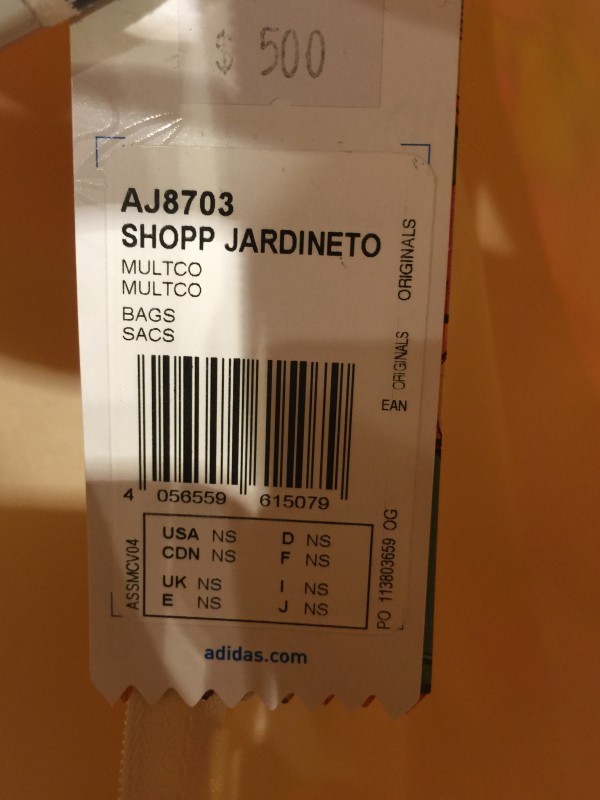 $ 500
AJ8703
SHOPP JARDINETO
MULTCO
MULTCO
BAGS
SACS
ORIGINALS
ORIGINALS
EAN
4 056559 615079
ASSMCV04
USA NS D NS
CDN NS F NS
UK NS I NS
E NS J NS
PO 113803659 OG
adidas.com